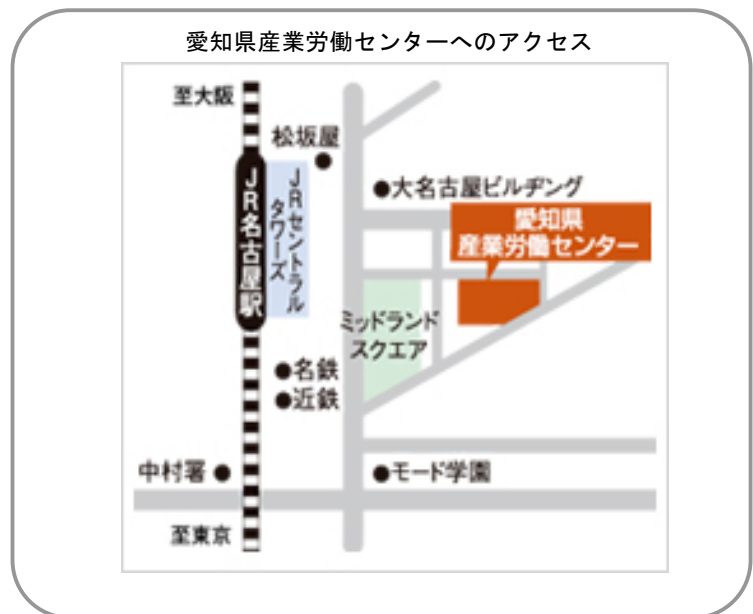 愛知県産業労働センターへのアクセス
至大阪
松坂屋
JR名古屋駅
JRセントラル
タワーズ
●大名古屋ビルヂング
愛知県
産業労働センター
ミッドランド
スクエア
●名鉄
●近鉄
中村署●
●モード学園
至東京